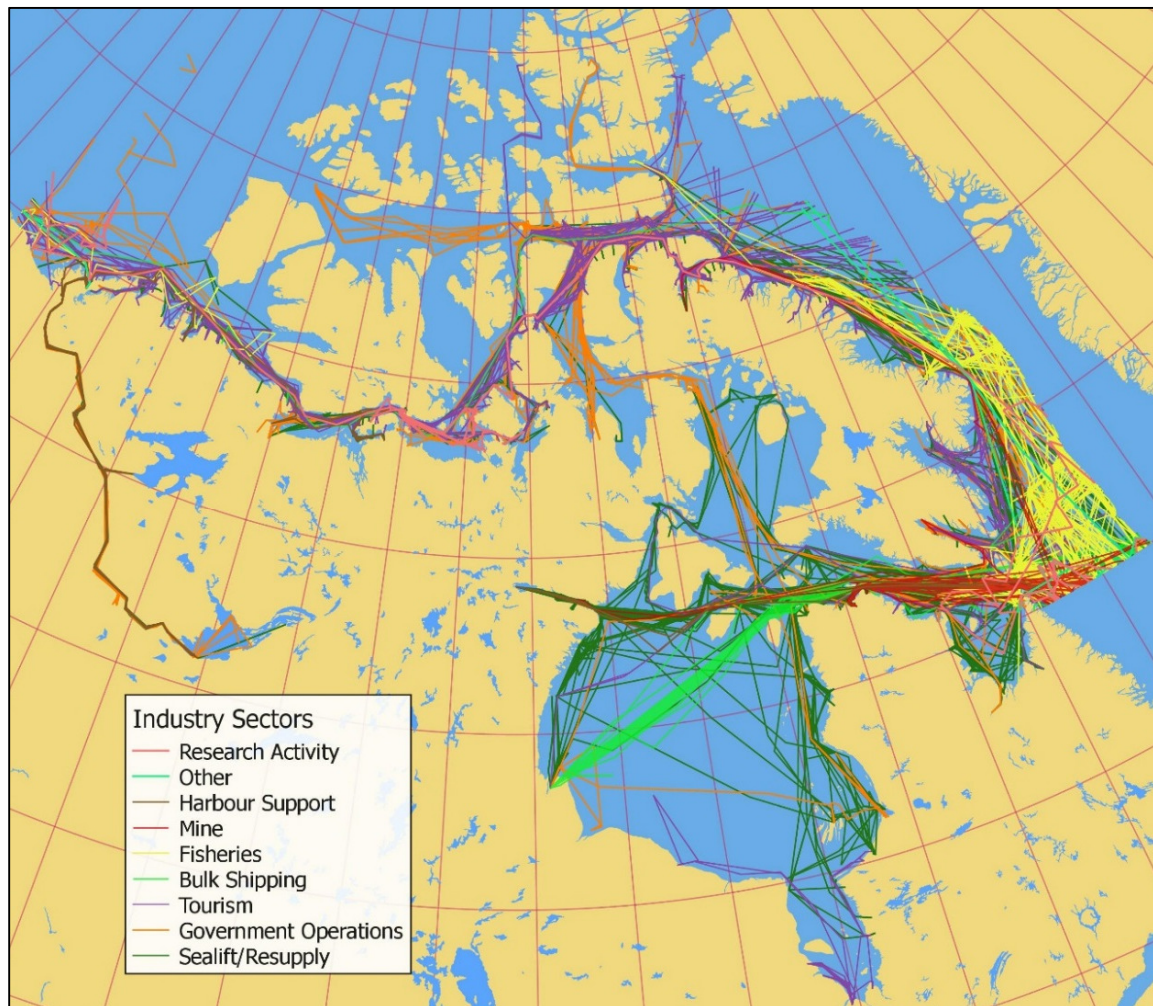 Industry Sectors
Research Activity
Other
Harbour Support
Mine
Fisheries
Bulk Shipping
Tourism
Government Operations
Sealift/Resupply